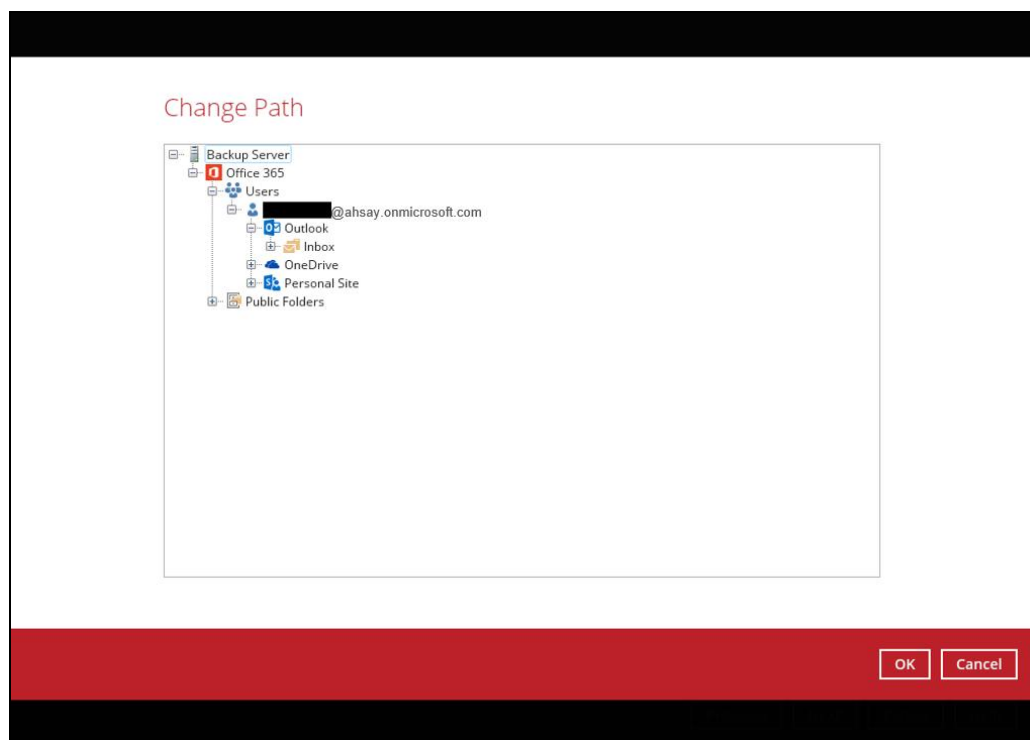 Change Path
Backup Server
Office 365
Users
@ahsay.onmicrosoft.com
Outlook
Inbox
OneDrive
Personal Site
Public Folders
OK Cancel